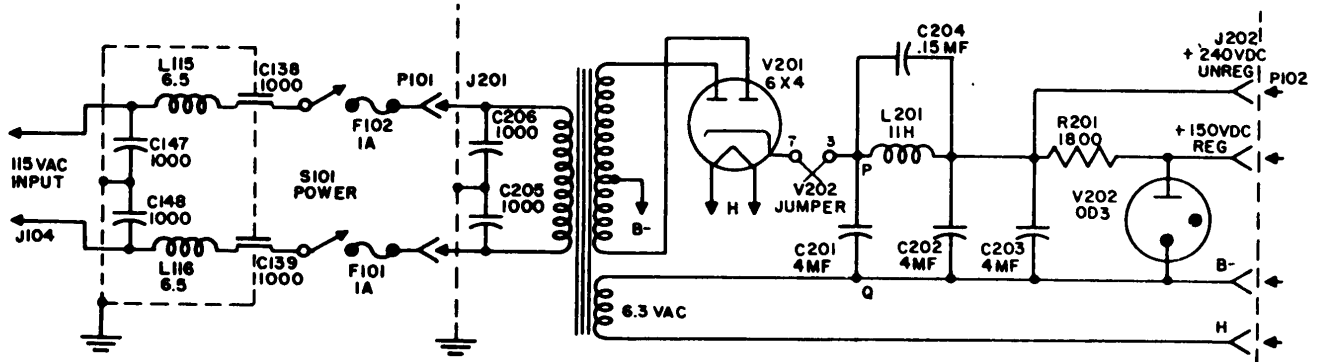 L115
6.5
C138
1000
P101
J201
F102
1A
C147
1000
115 VAC
INPUT
S101
POWER
C148
1000
J104
L116
6.5
C139
1000
F101
1A
C206
1000
C205
1000
B-
V201
6X4
H
7
3
V202
JUMPER
C204
.15MF
L201
11H
P
C201
4MF
C202
4MF
C203
4MF
Q
6.3 VAC
J202
+240VDC
UNREG
P102
R201
1800
+150VDC
REG
V202
OD3
B-
H